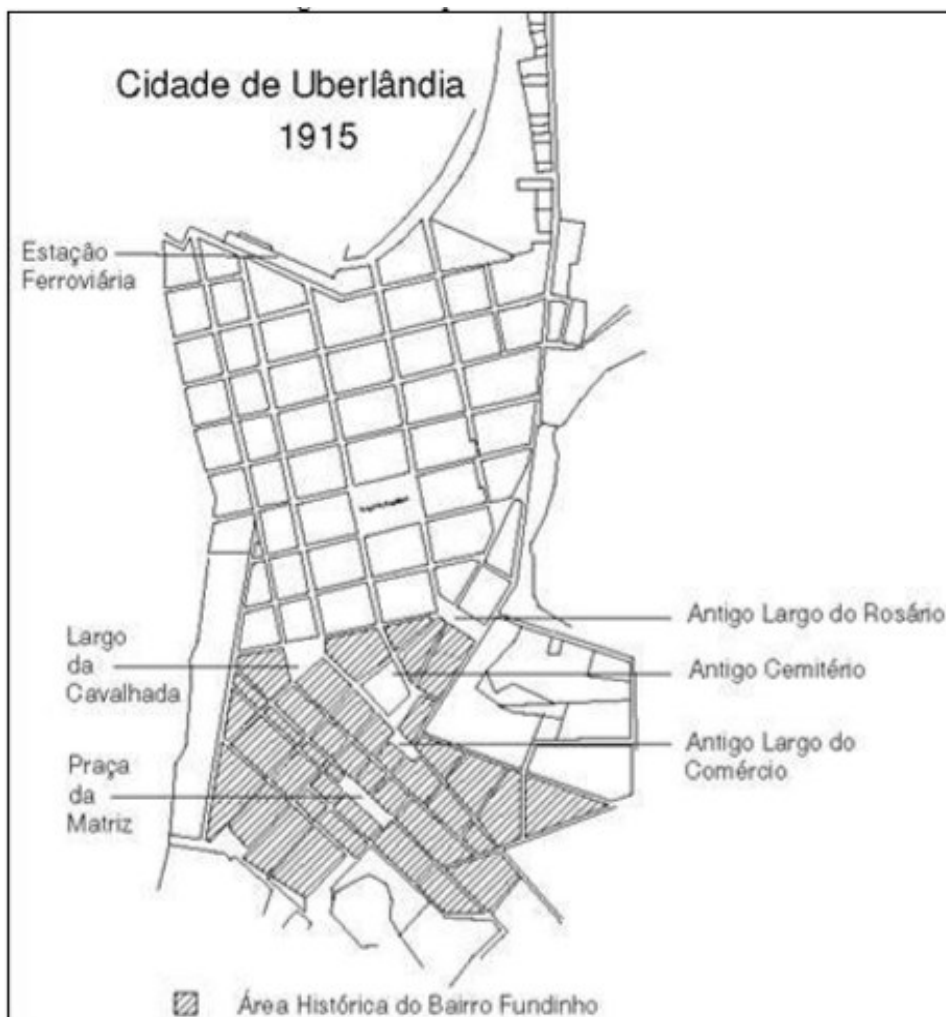 Cidade de Uberlândia
1915
Estação
Ferroviária
Antigo Largo do Rosário
Largo
da
Cavalhada
Antigo Cemitério
Antigo Largo do
Comércio
Praça
da
Matriz
Área Histórica do Bairro Fundinho